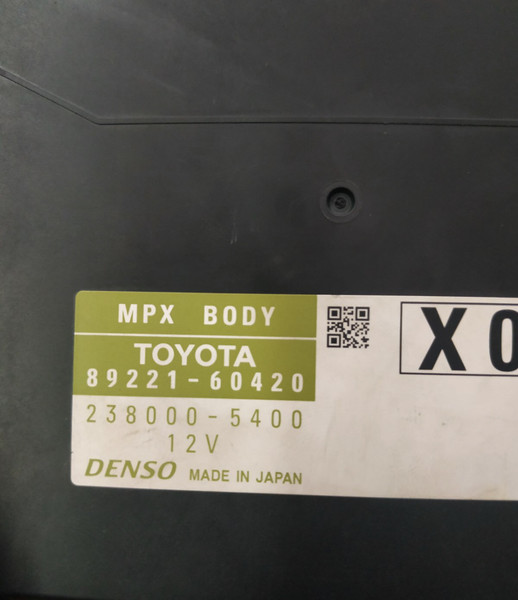 MPX BODY
TOYOTA
89221-60420
238000-5400
12V
DENSO MADE IN JAPAN
X0